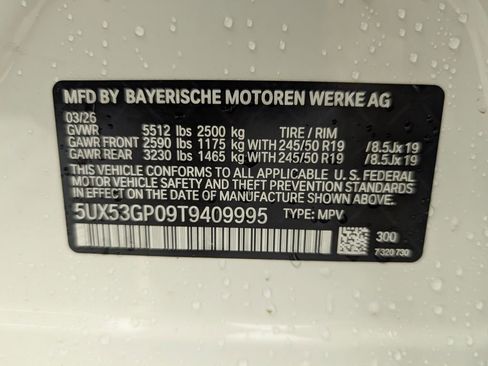 MFD BY BAYERISCHE MOTOREN WERKE AG
03/26
GVWR 5512 lbs 2500 kg TIRE / RIM
GAWR FRONT 2590 lbs 1175 kg WITH 245/50 R19 /8.5Jx19
GAWR REAR 3230 lbs 1465 kg WITH 245/50 R19 /8.5Jx19
THIS VEHICLE CONFORMS TO ALL APPLICABLE U. S. FEDERAL
MOTOR VEHICLE SAFETY AND THEFT PREVENTION STANDARDS
IN EFFECT ON THE DATE OF MANUFACTURE SHOWN ABOVE.
5UX53GP09T9409995 TYPE: MPV
300
7 320 730